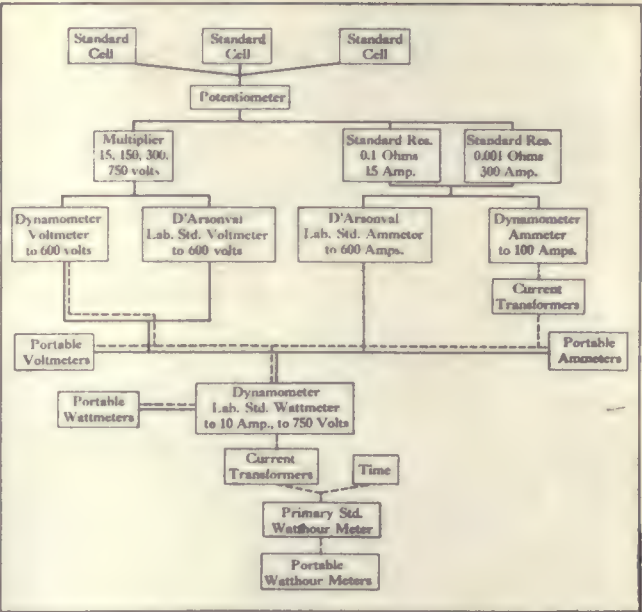 Standard
Cell
Standard
Cell
Standard
Cell
Potentiometer
Multiplier
15, 150, 300,
750 volts
Standard Res.
0.1 Ohms
15 Amp.
Standard Res.
0.001 Ohms
300 Amp.
Dynamometer
Voltmeter
to 600 volts
D'Arsonval
Lab. Std. Voltmeter
to 600 volts
D'Arsonval
Lab. Std. Ammeter
to 600 Amps.
Dynamometer
Ammeter
to 100 Amps.
Current
Transformers
Portable
Voltmeters
Portable
Ammeters
Portable
Wattmeters
Dynamometer
Lab. Std. Wattmeter
to 10 Amp., to 750 Volts
Current
Transformers
Time
Primary Std.
Watthour Meter
Portable
Watthour Meters